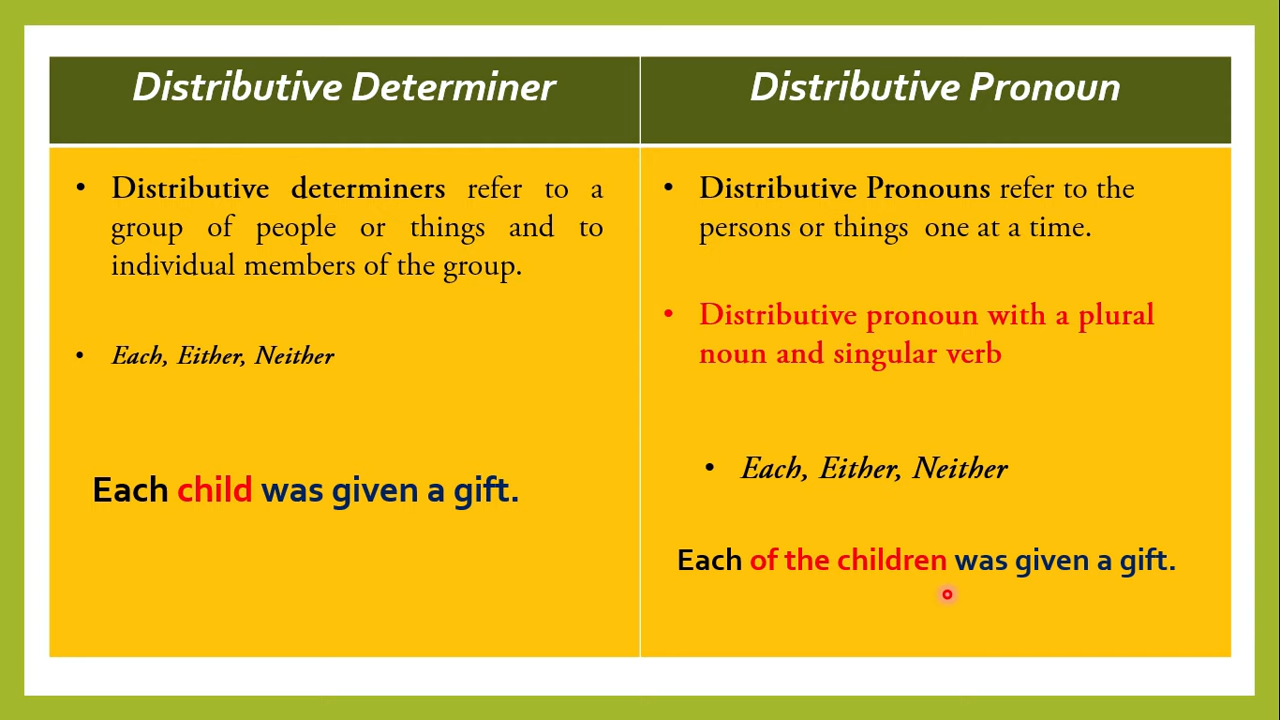 Distributive Determiner
• Distributive determiners refer to a
group of people or things and to
individual members of the group.
• Each, Either, Neither
Each child was given a gift.
Distributive Pronoun
• Distributive Pronouns refer to the
persons or things one at a time.
• Distributive pronoun with a plural
noun and singular verb
• Each, Either, Neither
Each of the children was given a gift.